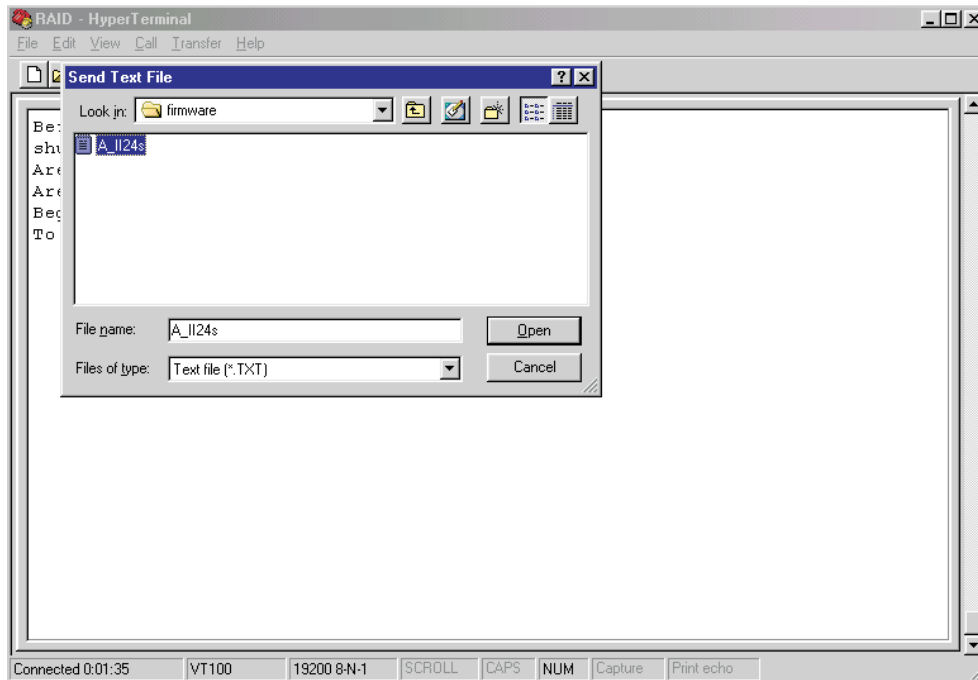 RAID - HyperTerminal
File Edit View Call Transfer Help
Send Text File
Look in: firmware
A_II24s
Are
Are
Beg
To
File name: A_II24s Open
Files of type: Text file (*.TXT) Cancel
Connected 0:01:35 VT100 19200 8-N-1 SCROLL CAPS NUM Capture Print echo